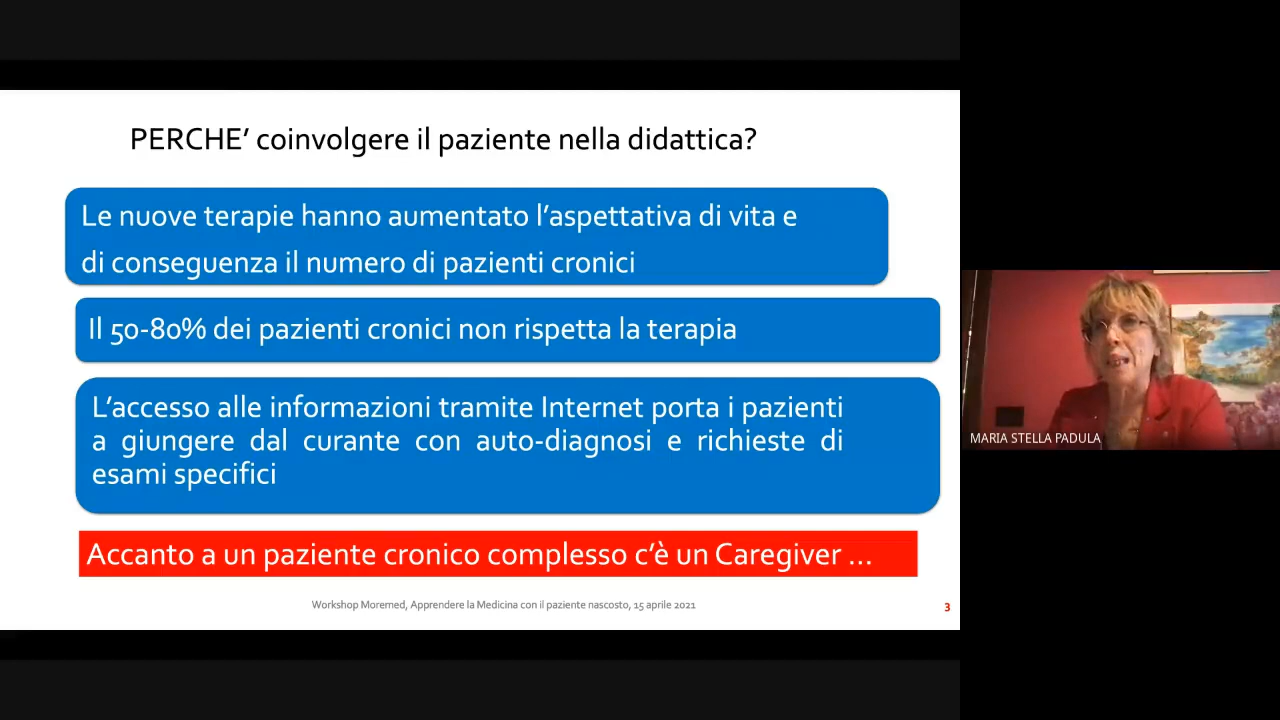 PERCHE’ coinvolgere il paziente nella didattica?
Le nuove terapie hanno aumentato l’aspettativa di vita e
di conseguenza il numero di pazienti cronici
Il 50-80% dei pazienti cronici non rispetta la terapia
L’accesso alle informazioni tramite Internet porta i pazienti
a giungere dal curante con auto-diagnosi e richieste di
esami specifici
Accanto a un paziente cronico complesso c’è un Caregiver ...
Workshop Moremed, Apprendere la Medicina con il paziente nascosto, 15 aprile 2021
3
MARIA STELLA PADULA